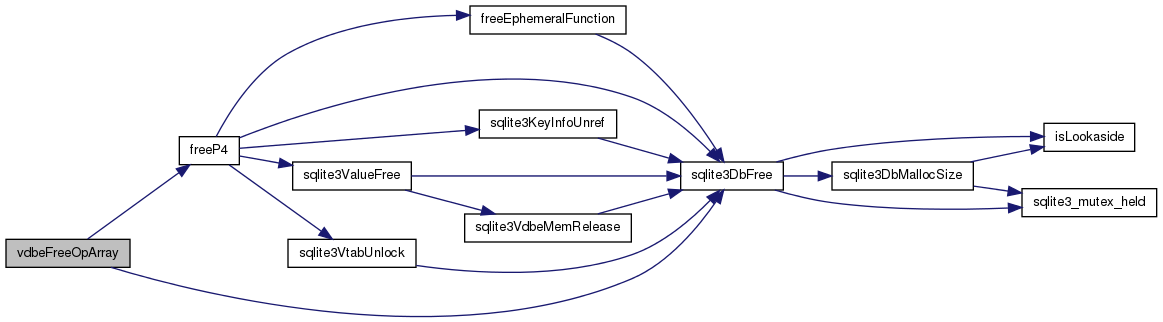 freeEphemeralFunction
sqlite3KeyInfoUnref
isLookaside
freeP4
sqlite3ValueFree
sqlite3DbFree
sqlite3DbMallocSize
sqlite3_mutex_held
sqlite3VdbeMemRelease
vdbeFreeOpArray
sqlite3VtabUnlock